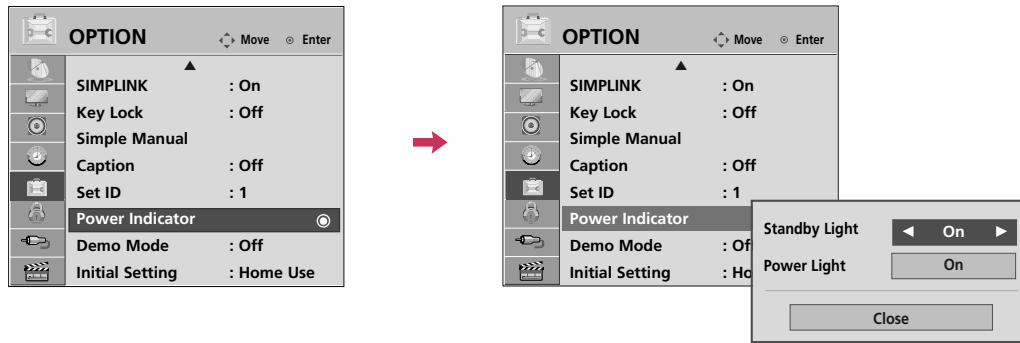 OPTION Move Enter
SIMPLINK : On
Key Lock : Off
Simple Manual
Caption : Off
Set ID : 1
Power Indicator
Demo Mode : Off
Initial Setting : Home Use
OPTION Move Enter
SIMPLINK : On
Key Lock : Off
Simple Manual
Caption : Off
Set ID : 1
Power Indicator
Demo Mode : Of
Initial Setting : Ho
Standby Light ◀ On ▶
Power Light On
Close